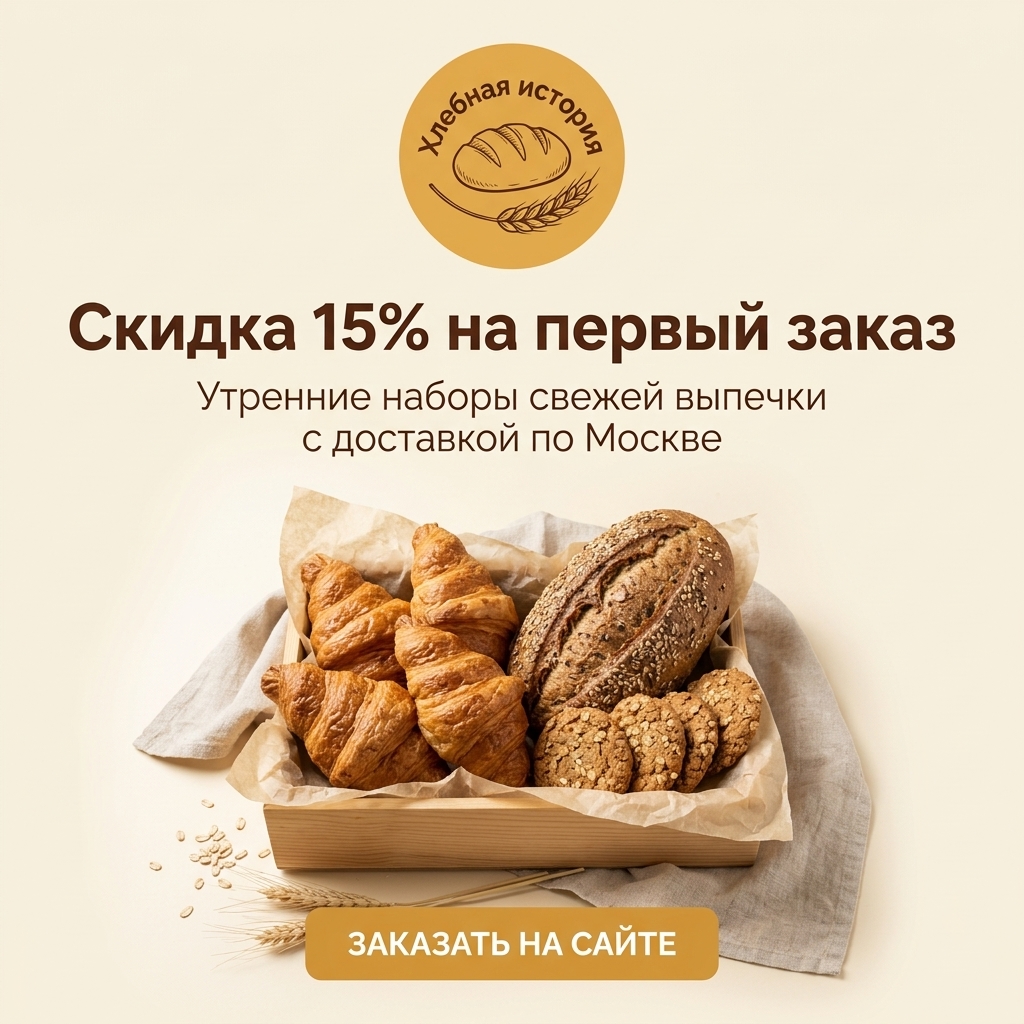 Хлебная история
Скидка 15% на первый заказ
Утренние наборы свежей выпечки
с доставкой по Москве
ЗАКАЗАТЬ НА САЙТЕ